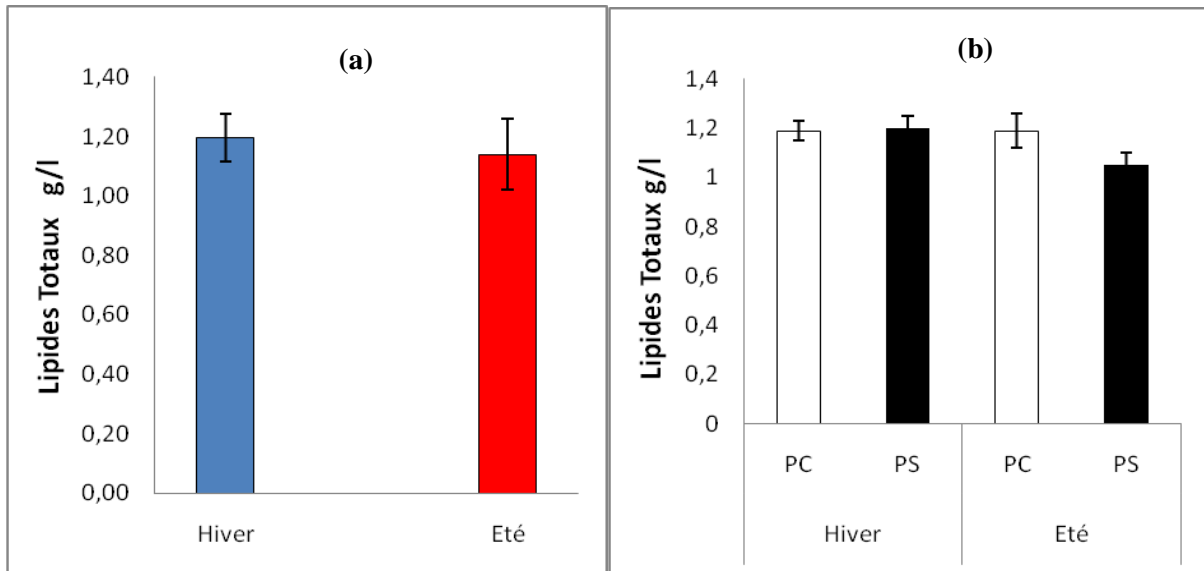 (a)
Lipides Totaux g/l
1,40
1,20
1,00
0,80
0,60
0,40
0,20
0,00
Hiver
Eté
(b)
Lipides Totaux g/l
1,4
1,2
1
0,8
0,6
0,4
0,2
0
PC
PS
PC
PS
Hiver
Eté